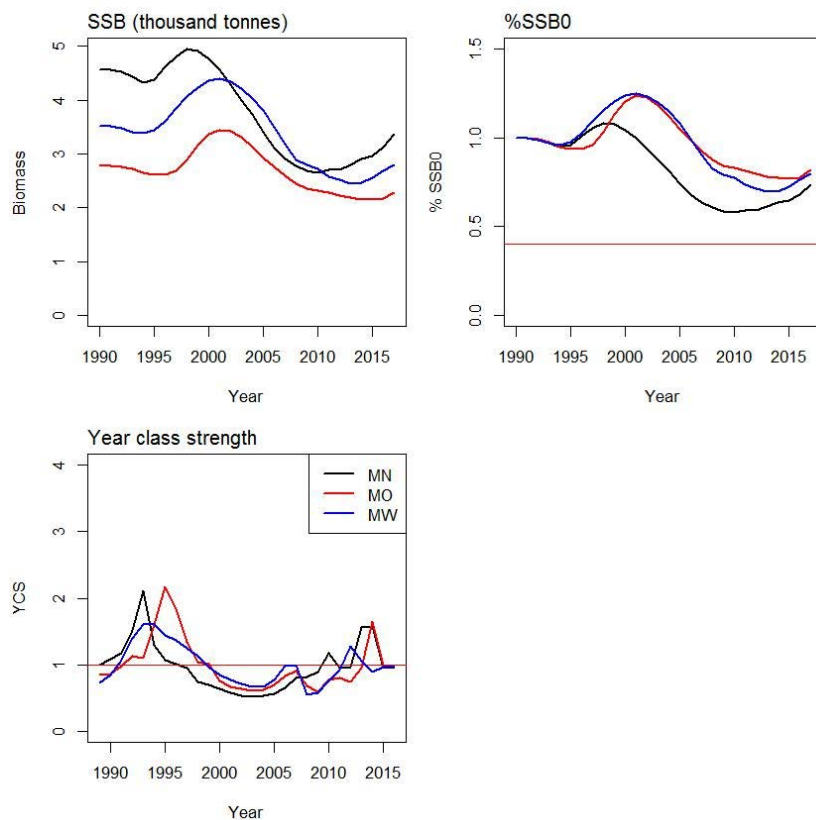 SSB (thousand tonnes)
Biomass
5
4
3
2
1
0
1990 1995 2000 2005 2010 2015
Year
%SSB0
% SSB0
1.5
1.0
0.5
0.0
1990 1995 2000 2005 2010 2015
Year
Year class strength
YCS
4
3
2
1
0
MN
MO
MW
1990 1995 2000 2005 2010 2015
Year